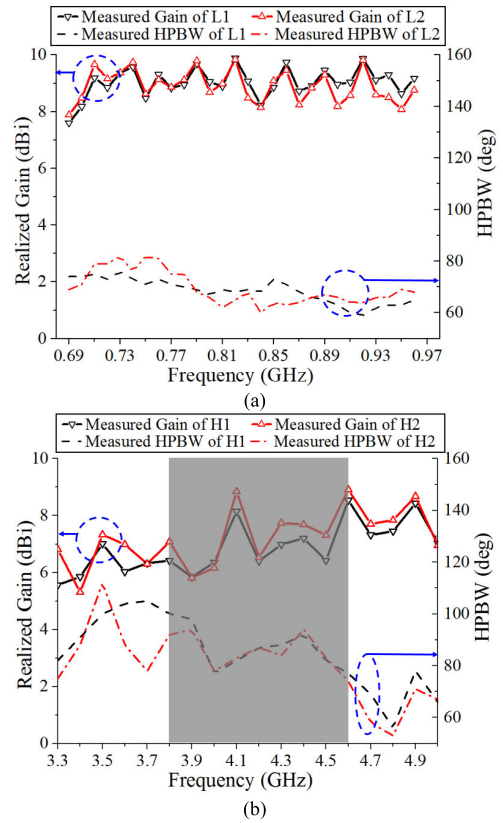 (a)
Measured Gain of L1 Measured Gain of L2
Measured HPBW of L1 Measured HPBW of L2
10
8
6
4
2
0
Realized Gain (dBi)
160
140
120
100
80
60
HPBW (deg)
0.69 0.73 0.77 0.81 0.85 0.89 0.93 0.97
Frequency (GHz)
(a)
Measured Gain of H1 Measured Gain of H2
Measured HPBW of H1 Measured HPBW of H2
10
8
6
4
2
0
Realized Gain (dBi)
160
140
120
100
80
60
HPBW (deg)
3.3 3.5 3.7 3.9 4.1 4.3 4.5 4.7 4.9
Frequency (GHz)
(b)